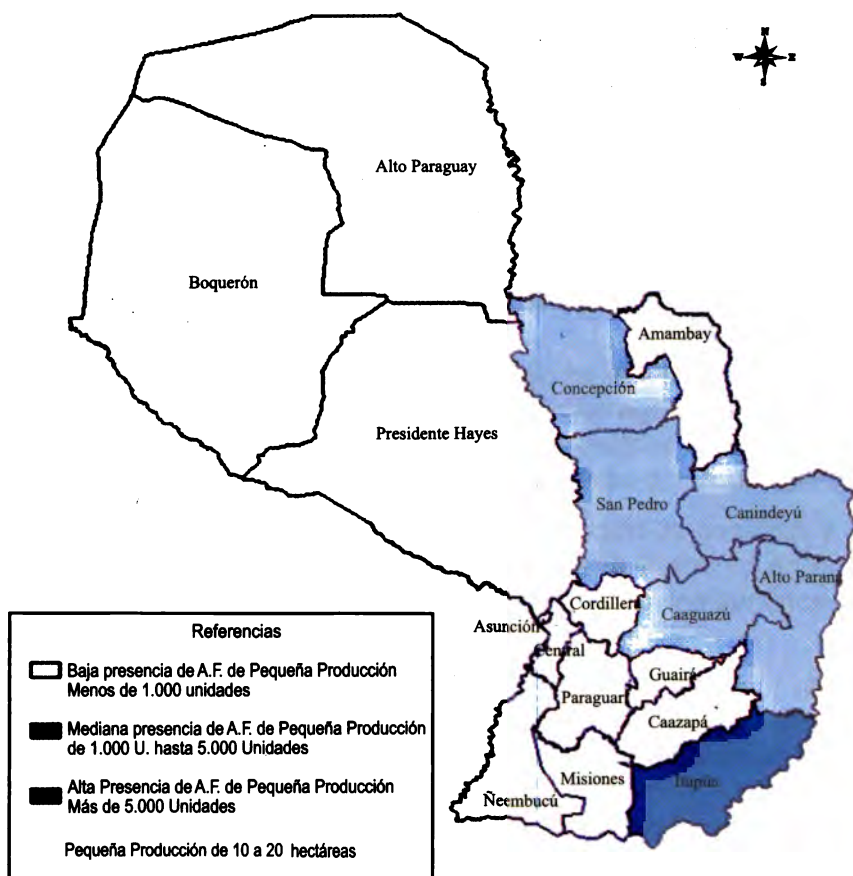 N
W E
S
Alto Paraguay
Boquerón
Amambay
Concepción
Presidente Hayes
San Pedro
Canindeyú
Alto Paraná
Cordillera
Caaguazú
Asunción
Central
Guairá
Paraguarí
Caazapá
Misiones
Itapúa
Ñeembucú
Referencias
Baja presencia de A.F. de Pequeña Producción
Menos de 1.000 unidades
Mediana presencia de A.F. de Pequeña Producción
de 1.000 U. hasta 5.000 Unidades
Alta Presencia de A.F. de Pequeña Producción
Más de 5.000 Unidades
Pequeña Producción de 10 a 20 hectáreas